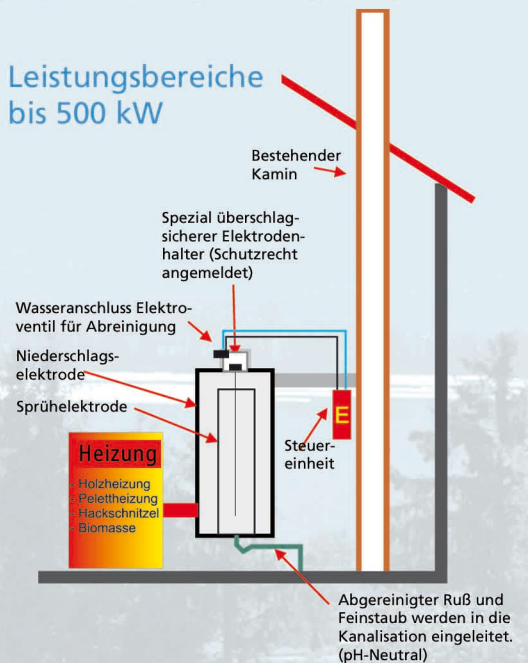 Leistungsbereiche
bis 500 kW
Bestehender
Kamin
Spezial überschlag-
sicherer Elektroden-
halter (Schutzrecht
angemeldet)
Wasseranschluss Elektro-
ventil für Abreinigung
Niederschlags-
elektrode
Sprühelektrode
E
Steuer-
einheit
Heizung
Holzheizung
Pelettheizung
Hackschnitzel
Biomasse
Abgereinigter Ruß und
Feinstaub werden in die
Kanalisation eingeleitet.
(pH-Neutral)